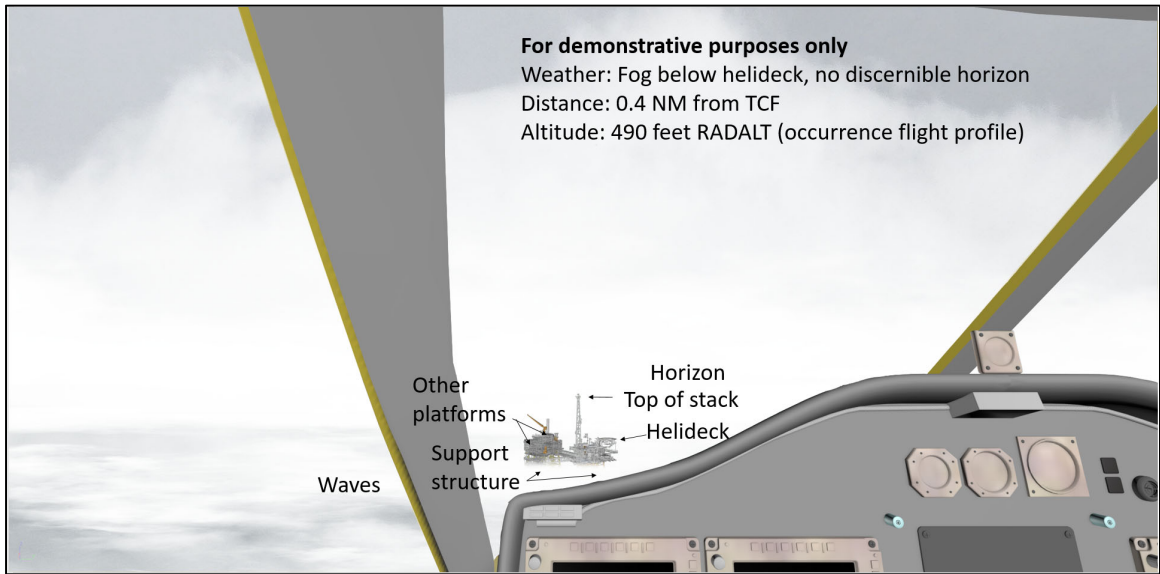 For demonstrative purposes only
Weather: Fog below helideck, no discernible horizon
Distance: 0.4 NM from TCF
Altitude: 490 feet RADALT (occurrence flight profile)
Horizon
Top of stack
Other
platforms
Helideck
Support
structure
Waves